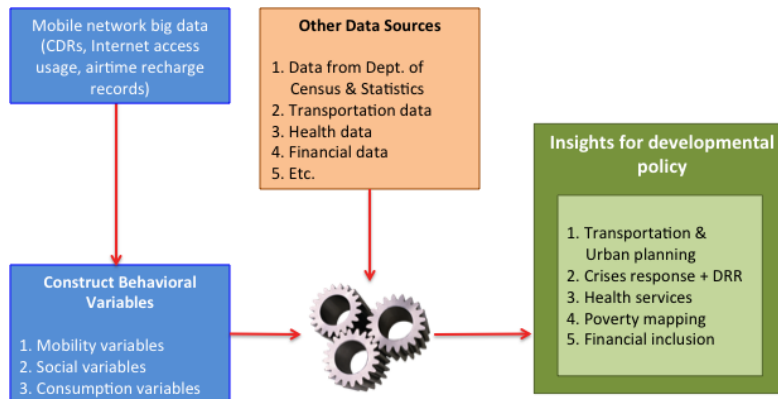 Mobile network big data
(CDRs, Internet access
usage, airtime recharge
records)
Other Data Sources
1. Data from Dept. of
Census & Statistics
2. Transportation data
3. Health data
4. Financial data
5. Etc.
Construct Behavioral
Variables
1. Mobility variables
2. Social variables
3. Consumption variables
Insights for developmental
policy
1. Transportation &
Urban planning
2. Crises response + DRR
3. Health services
4. Poverty mapping
5. Financial inclusion